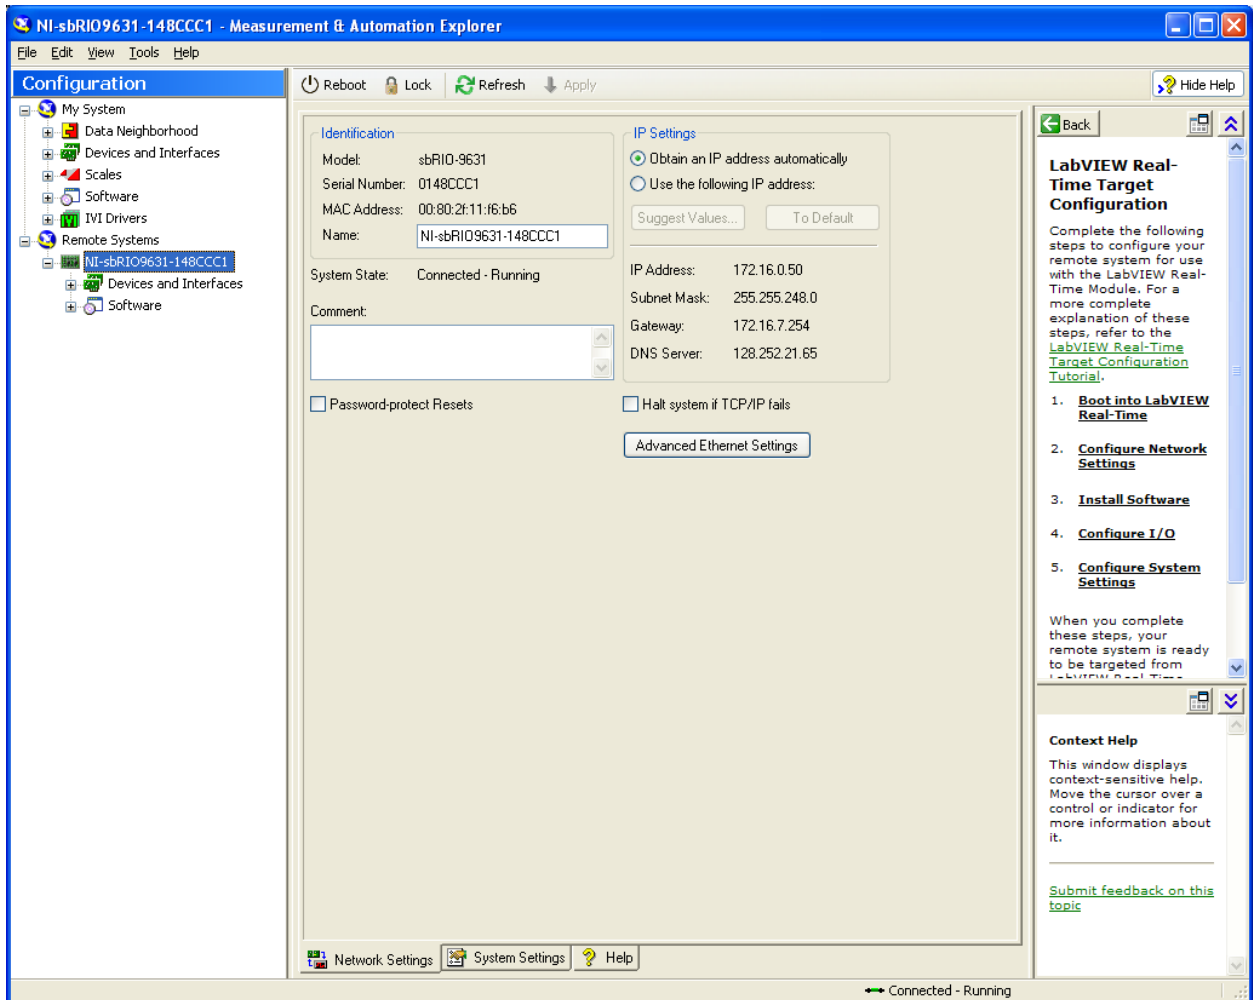 NI-sbRIO9631-148CCC1 - Measurement & Automation Explorer
File Edit View Tools Help
Configuration
My System
Data Neighborhood
Devices and Interfaces
Scales
Software
IVI Drivers
Remote Systems
NI-sbRIO9631-148CCC1
Devices and Interfaces
Software
Reboot Lock Refresh Apply
Hide Help
Identification
Model: sbRIO-9631
Serial Number: 0148CCC1
MAC Address: 00:80:2f:11:f6:b6
Name: NI-sbRIO9631-148CCC1
System State: Connected - Running
Comment:
Password-protect Resets
IP Settings
Obtain an IP address automatically
Use the following IP address:
Suggest Values... To Default
IP Address: 172.16.0.50
Subnet Mask: 255.255.248.0
Gateway: 172.16.7.254
DNS Server: 128.252.21.65
Halt system if TCP/IP fails
Advanced Ethernet Settings
Network Settings System Settings Help
Back
LabVIEW Real-
Time Target
Configuration
Complete the following
steps to configure your
remote system for use
with the LabVIEW Real-
Time Module. For a
more complete
explanation of these
steps, refer to the
LabVIEW Real-Time
Target Configuration
Tutorial.
1. Boot into LabVIEW
Real-Time
2. Configure Network
Settings
3. Install Software
4. Configure I/O
5. Configure System
Settings
When you complete
these steps, your
remote system is ready
to be targeted from
LabVIEW Real-Time
Context Help
This window displays
context-sensitive help.
Move the cursor over a
control or indicator for
more information about
it.
Submit feedback on this
topic
Connected - Running